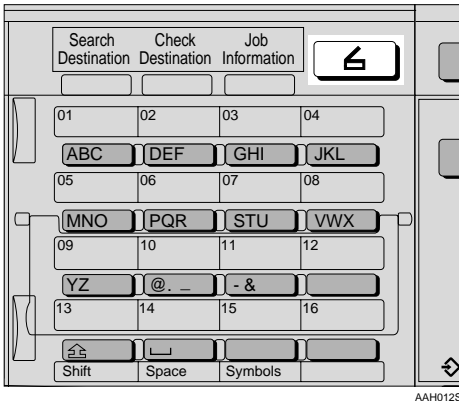 Search Destination
Check Destination
Job Information
01 02 03 04
ABC DEF GHI JKL
05 06 07 08
MNO PQR STU VWX
09 10 11 12
YZ @. _ - &
13 14 15 16
Shift Space Symbols
AAH012S